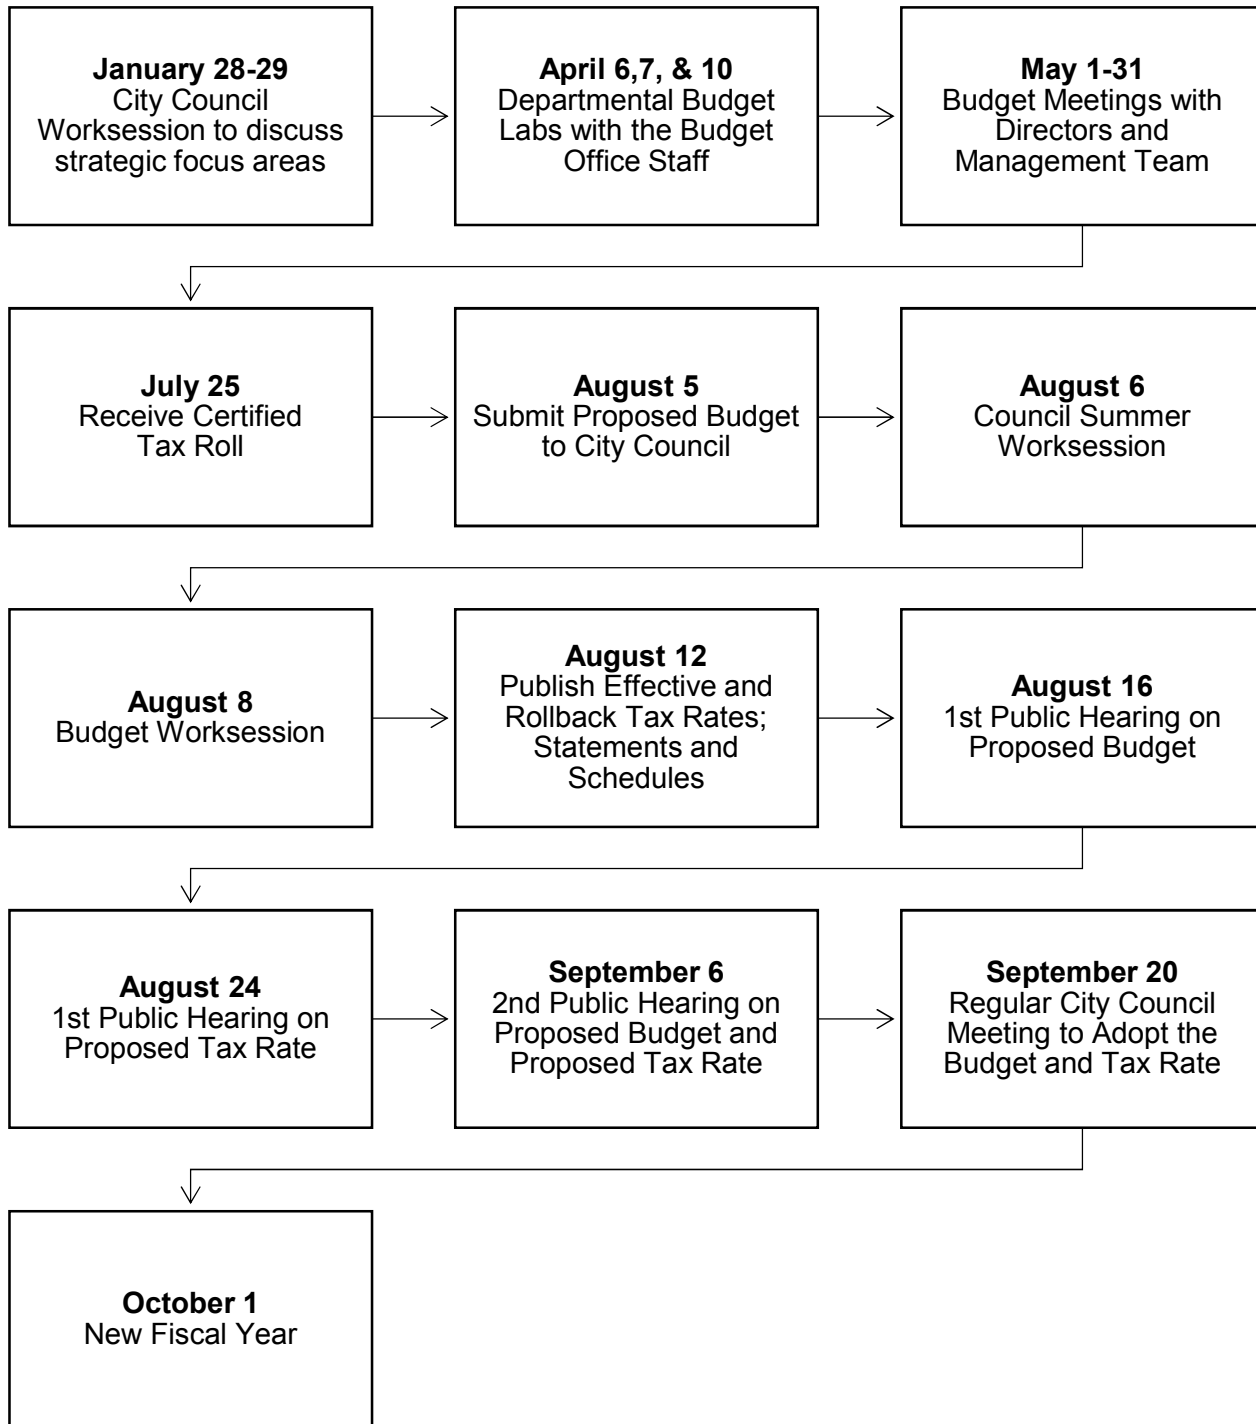 January 28-29
City Council
Worksession to discuss
strategic focus areas
April 6,7, & 10
Departmental Budget
Labs with the Budget
Office Staff
May 1-31
Budget Meetings with
Directors and
Management Team
July 25
Receive Certified
Tax Roll
August 5
Submit Proposed Budget
to City Council
August 6
Council Summer
Worksession
August 8
Budget Worksession
August 12
Publish Effective and
Rollback Tax Rates;
Statements and
Schedules
August 16
1st Public Hearing on
Proposed Budget
August 24
1st Public Hearing on
Proposed Tax Rate
September 6
2nd Public Hearing on
Proposed Budget and
Proposed Tax Rate
September 20
Regular City Council
Meeting to Adopt the
Budget and Tax Rate
October 1
New Fiscal Year